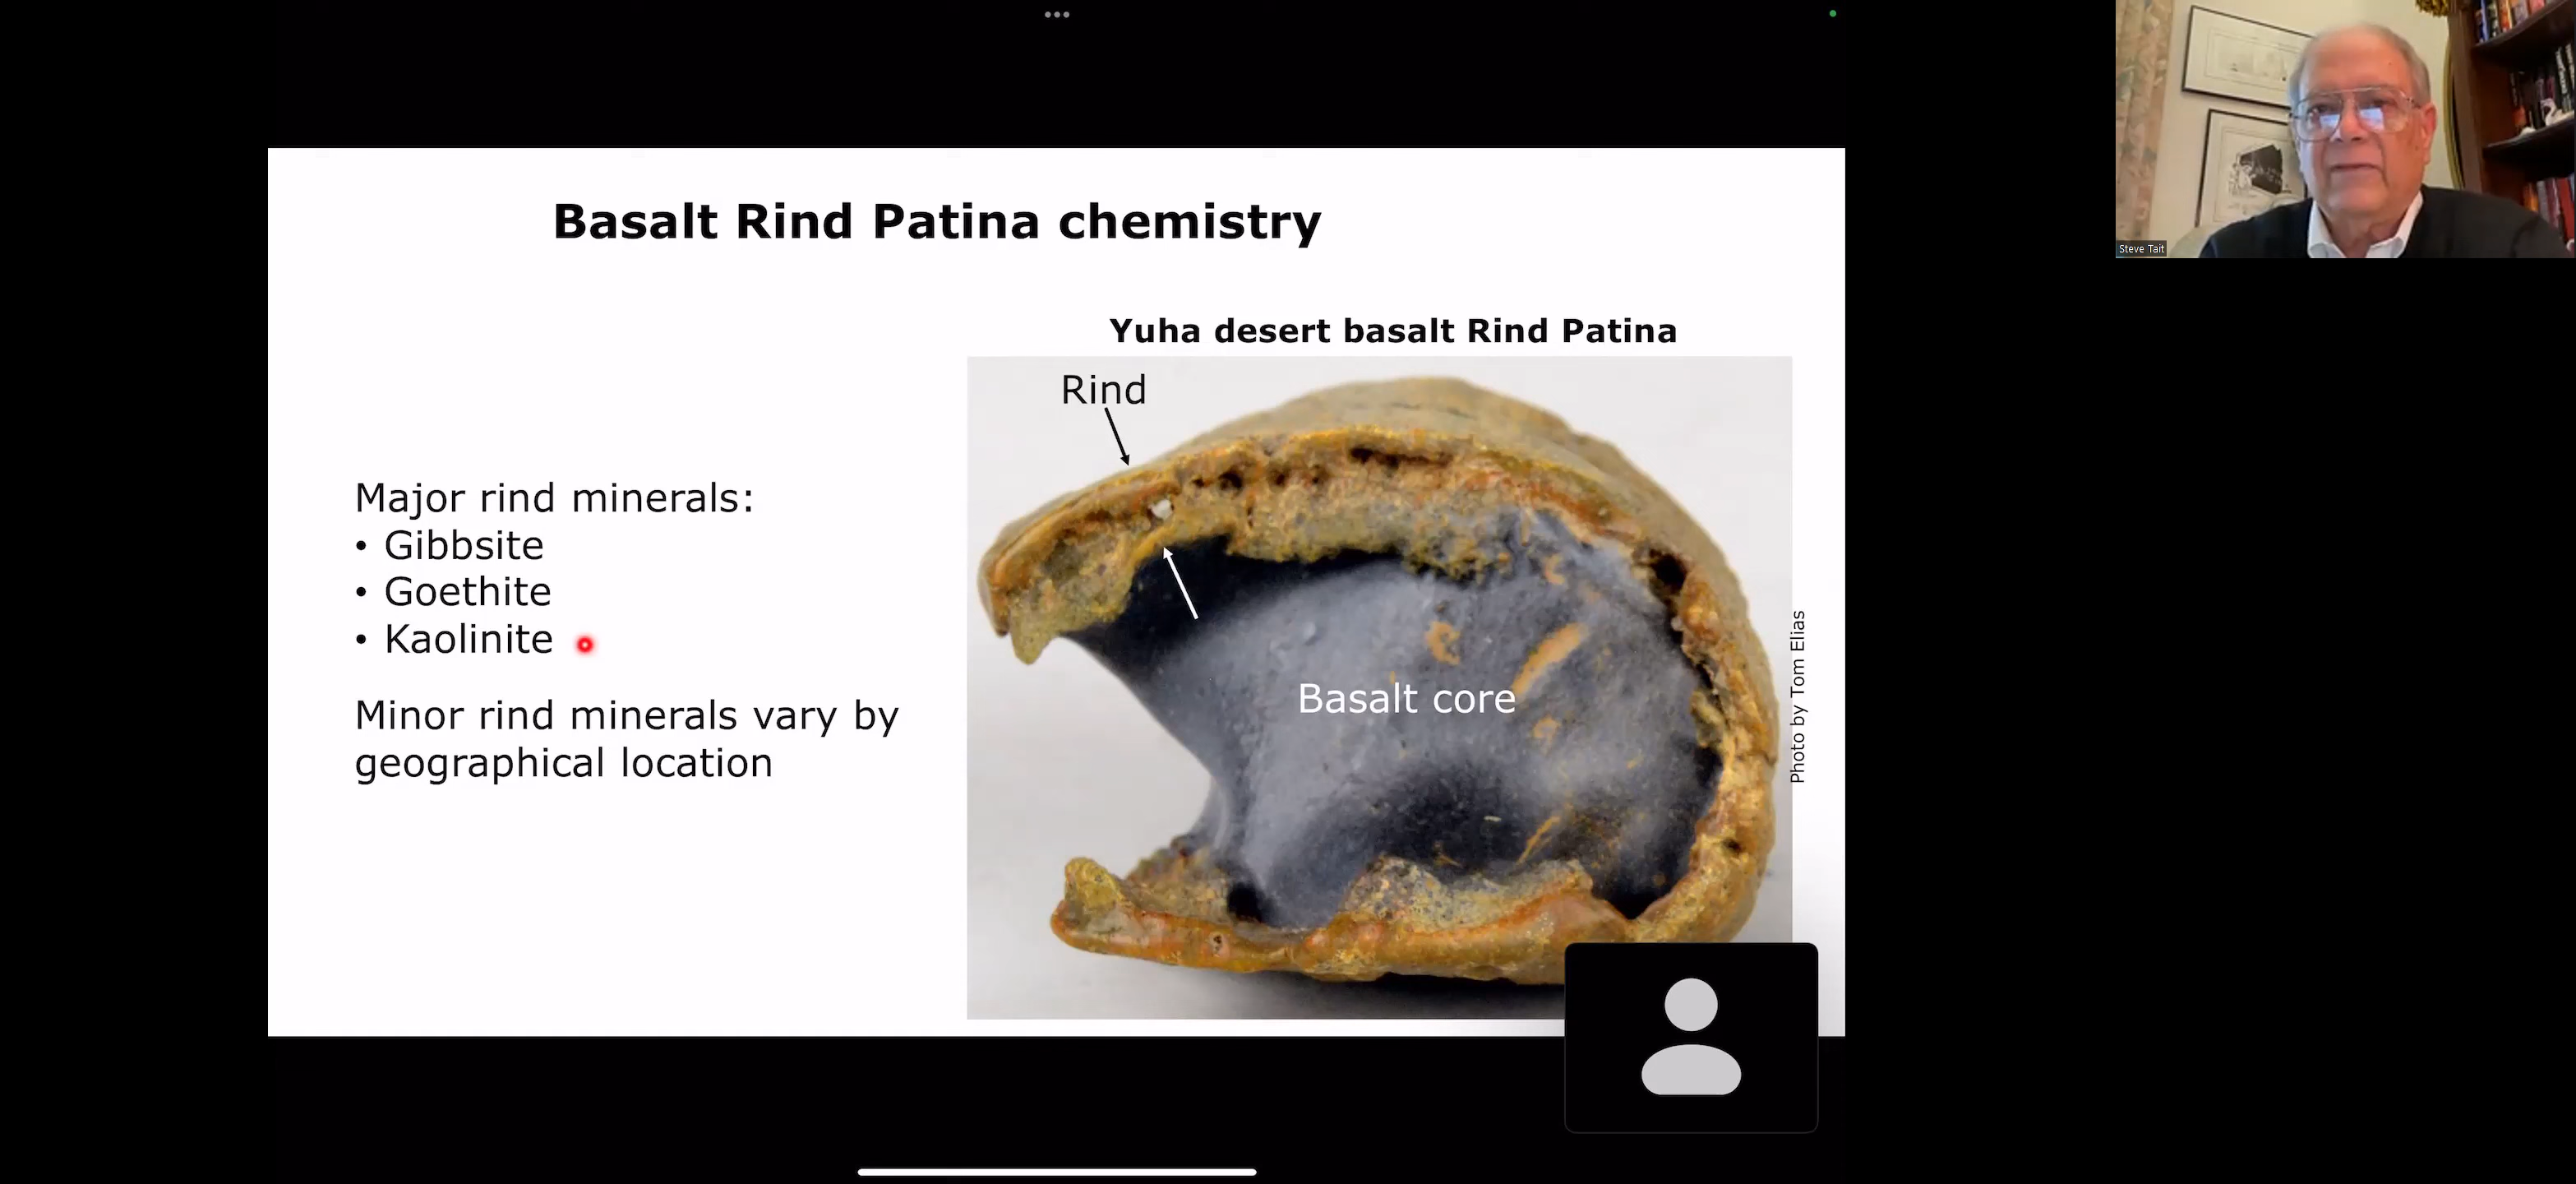 Basalt Rind Patina chemistry
Yuha desert basalt Rind Patina
Rind
Major rind minerals:
• Gibbsite
• Goethite
• Kaolinite
Minor rind minerals vary by
geographical location
Basalt core
Photo by Tom Elias
Steve Tait